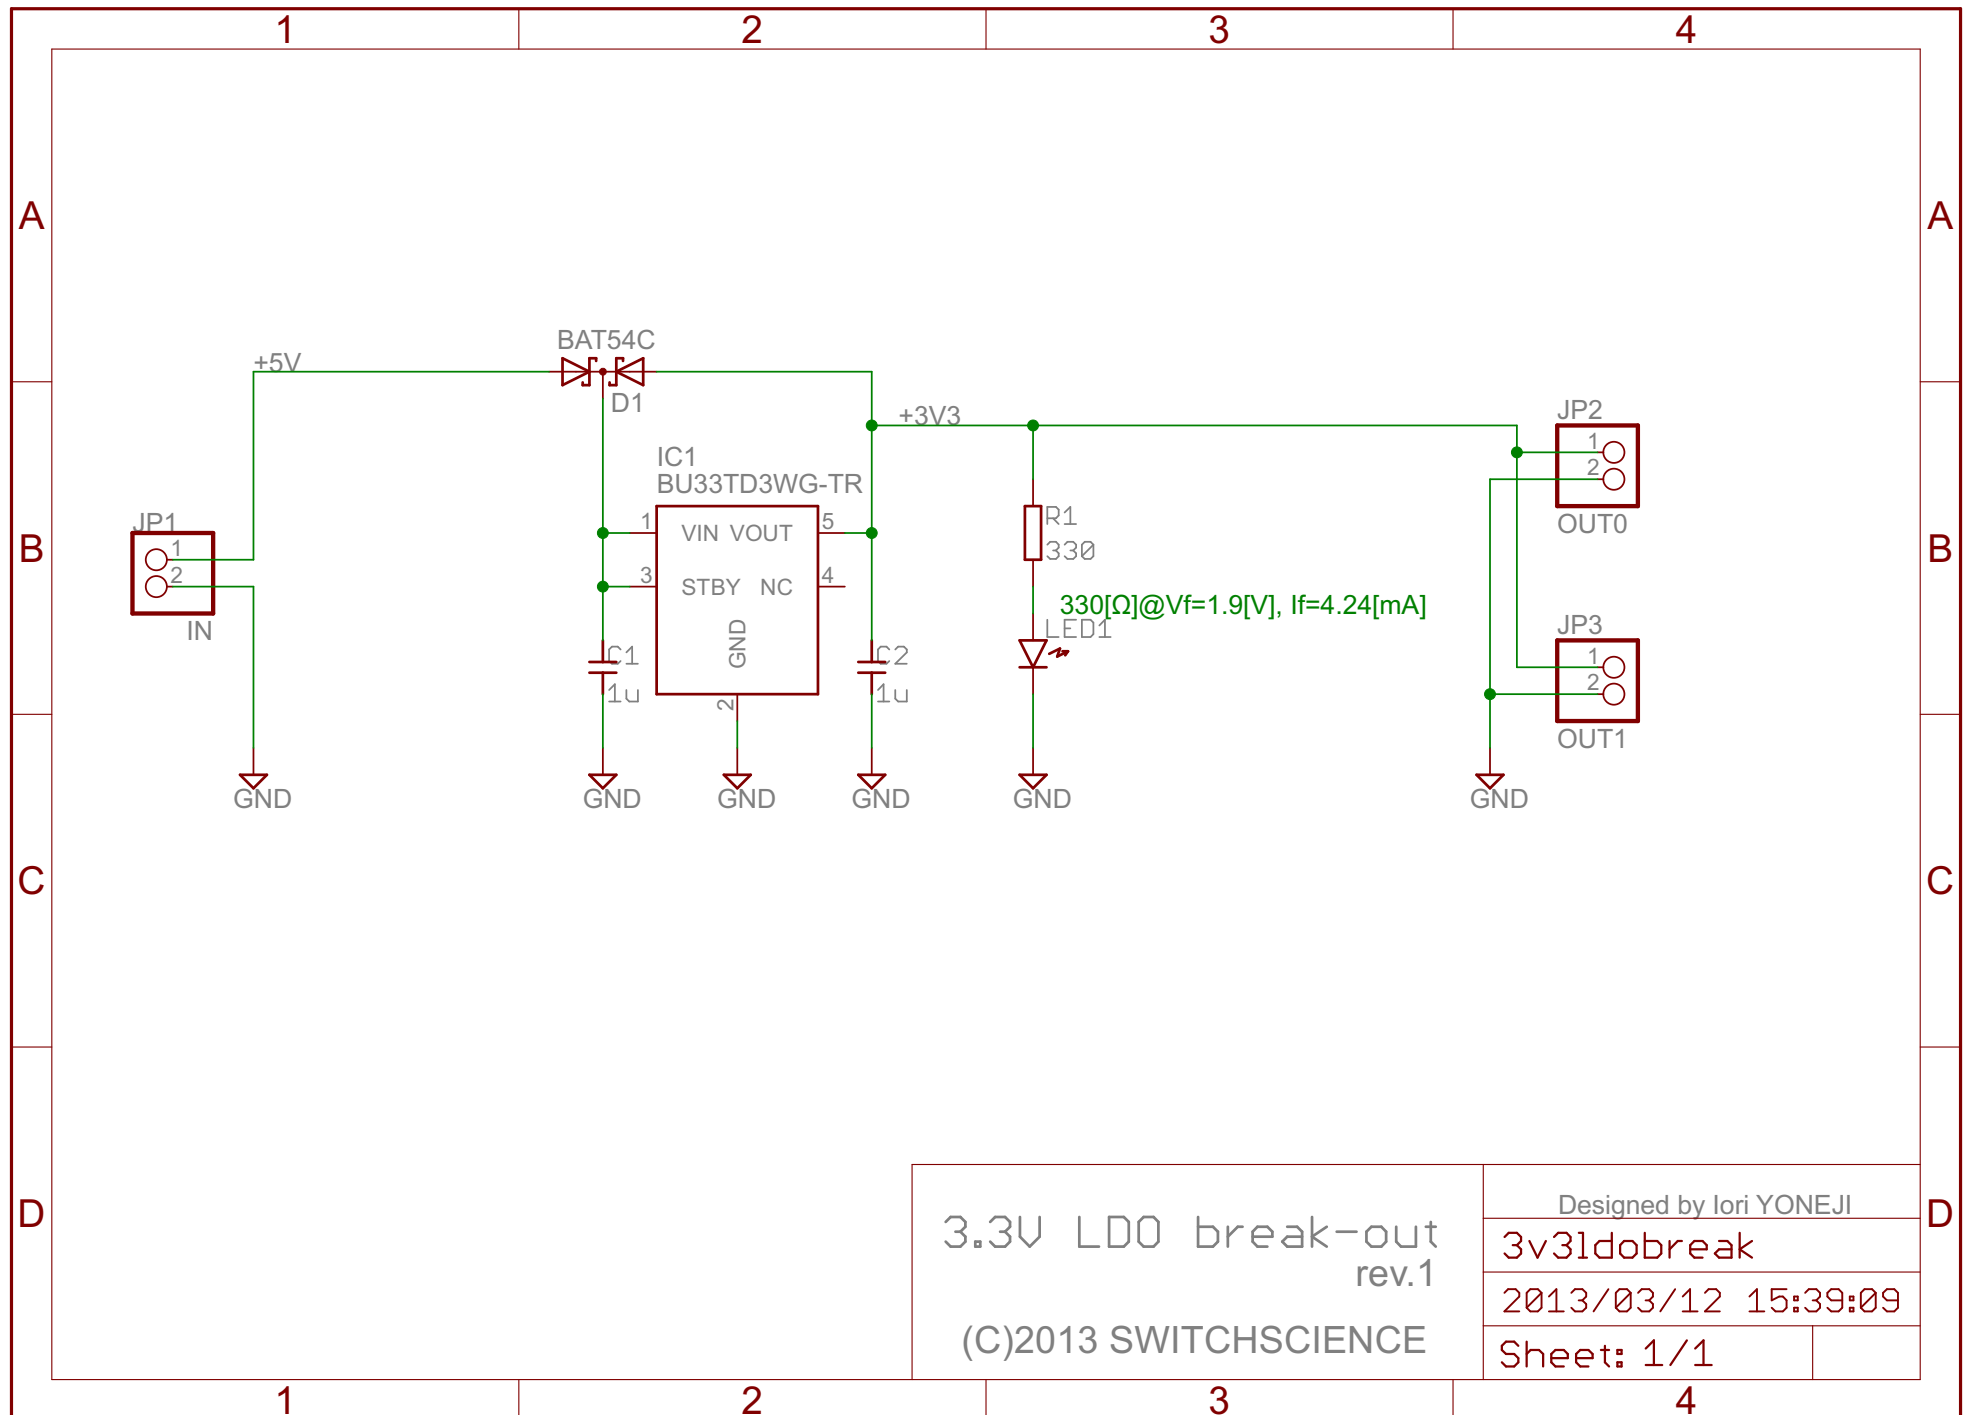 1 2 3 4
A A
BAT54C
+5V
D1
+3V3
JP2
1
2
OUT0
IC1
BU33TD3WG-TR
JP1
1
2
IN
1 VIN VOUT 5
3 STBY NC 4
GND
2
R1
330
330[Ω]@Vf=1.9[V], If=4.24[mA]
LED1
C1
1u
C2
1u
JP3
1
2
OUT1
B B
GND GND GND GND GND GND
C C
D D
3.3V LDO break-out
rev.1
(C)2013 SWITCHSCIENCE
Designed by Iori YONEJI
3v3ldobreak
2013/03/12 15:39:09
Sheet: 1/1
1 2 3 4